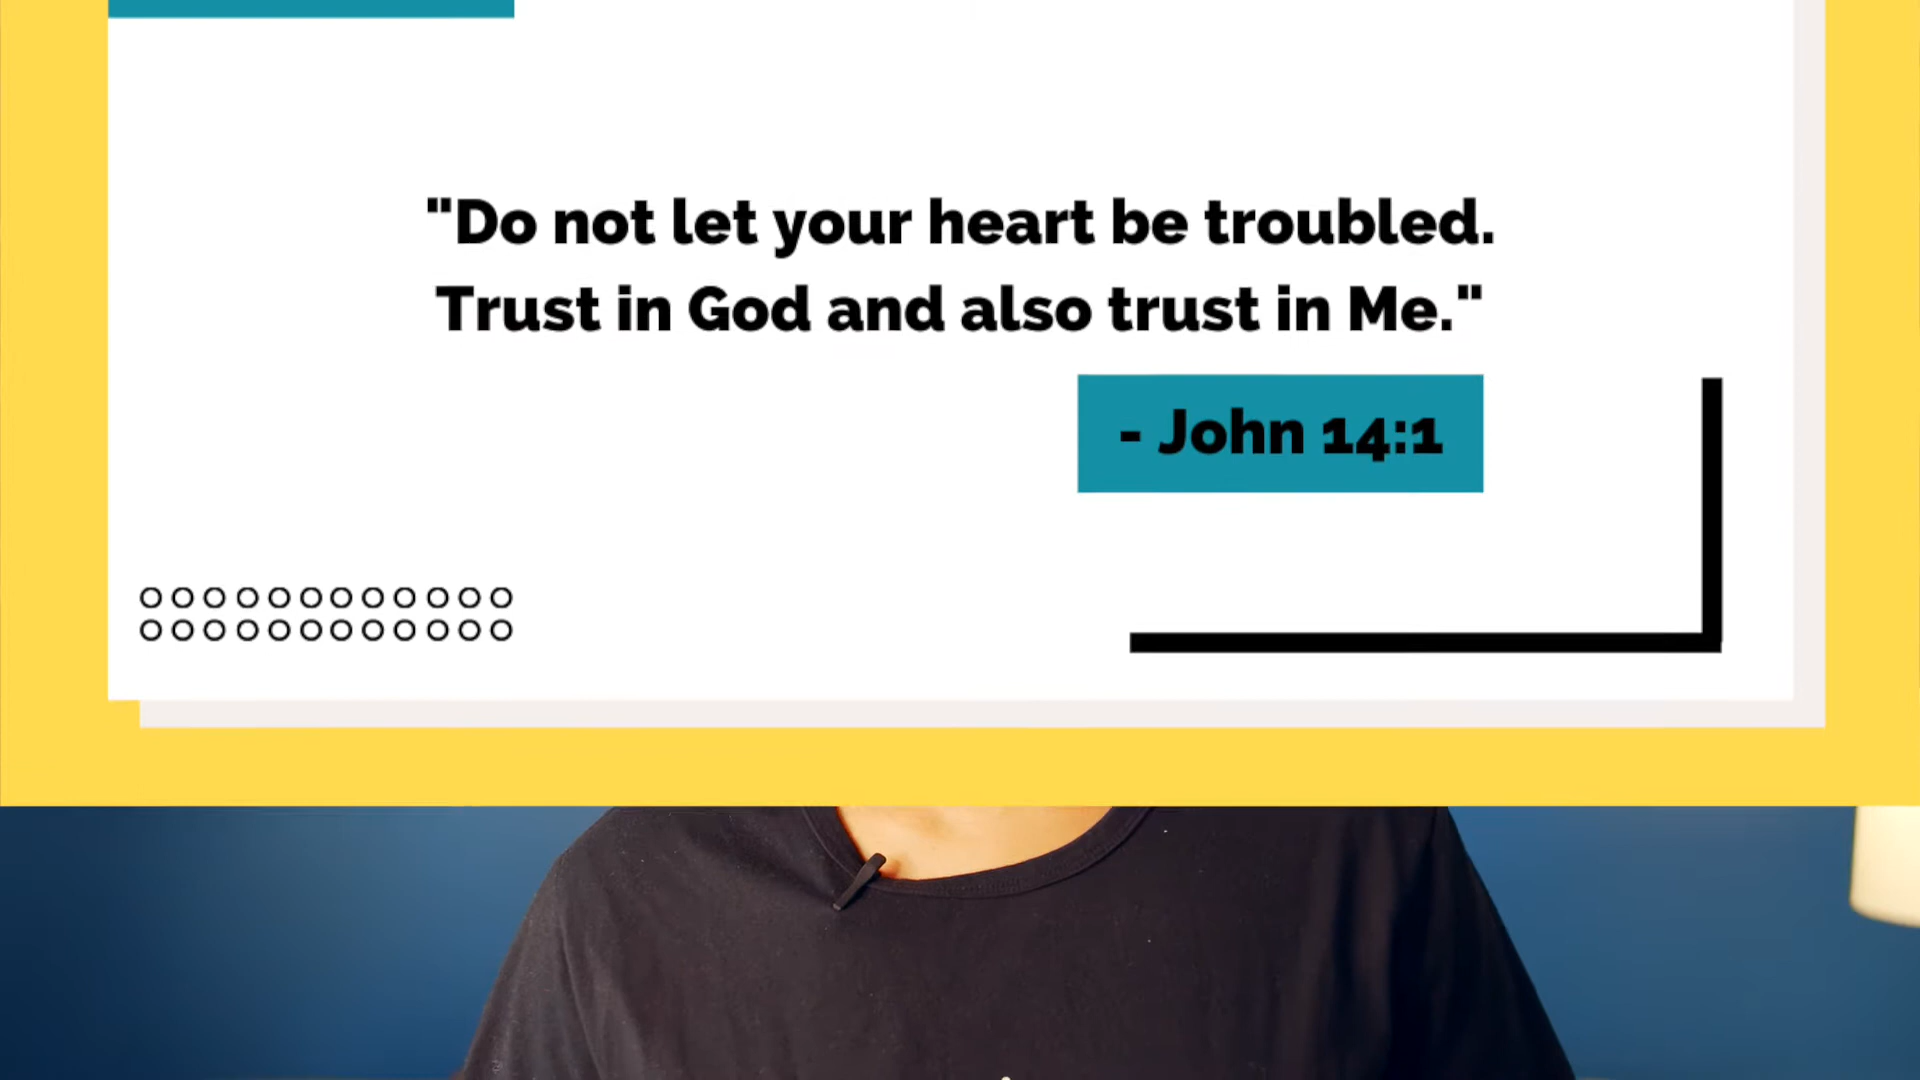 "Do not let your heart be troubled.
Trust in God and also trust in Me."
- John 14:1